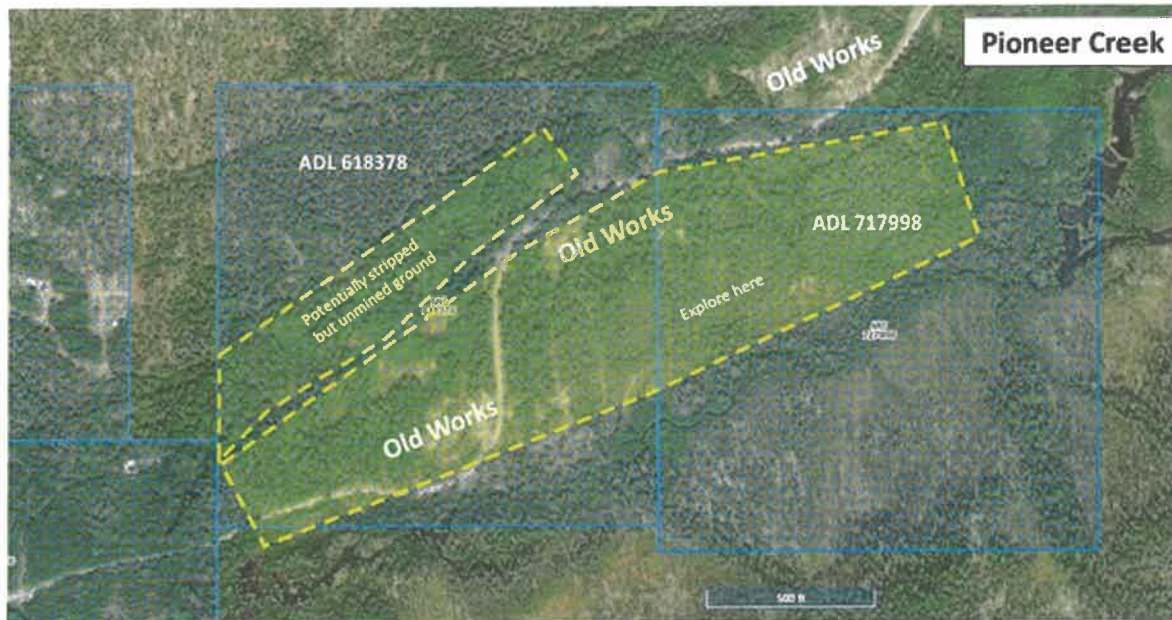 Pioneer Creek
Old Works
ADL 618378
Old Works
ADL 717998
Potentially stripped
but unmined ground
Explore here
Old Works
500 ft